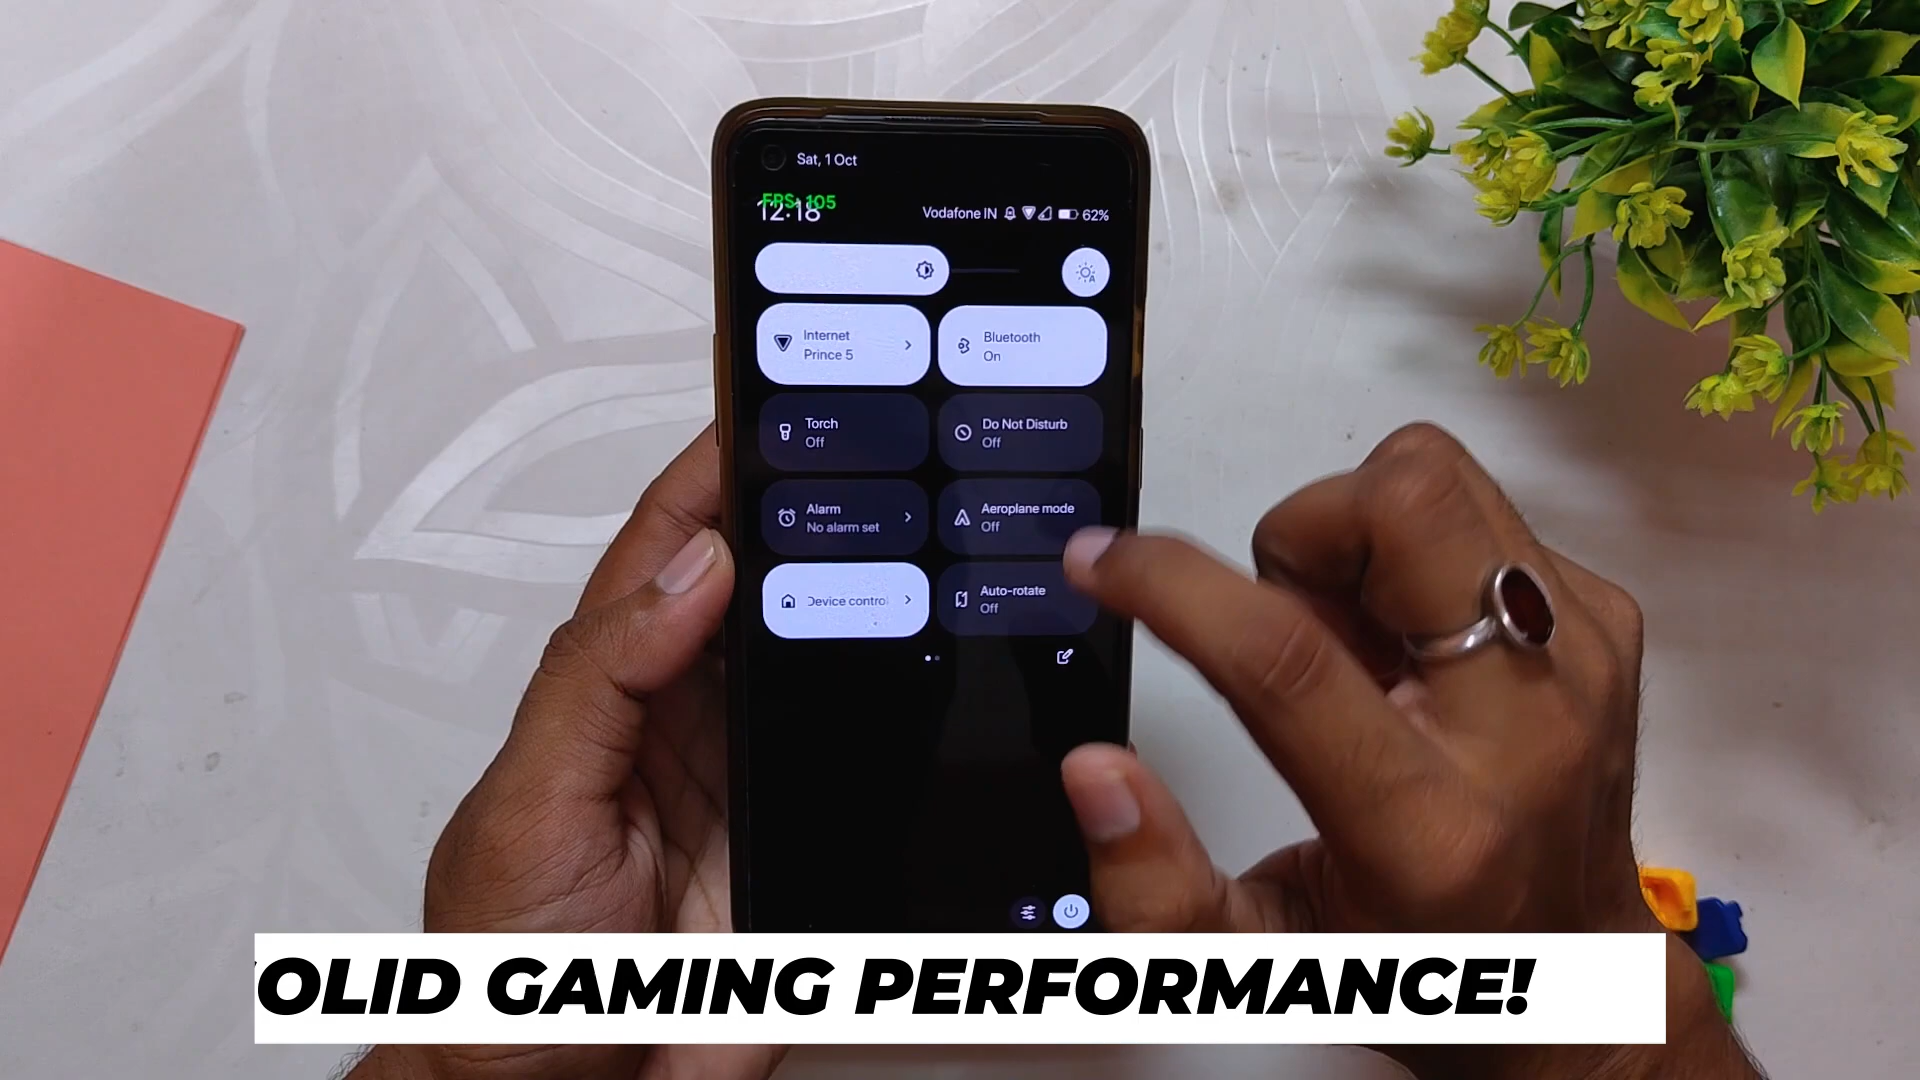 Sat, 1 Oct
FPS: 105
12:18
Vodafone IN 62%
Internet
Prince 5
Bluetooth
On
Torch
Off
Do Not Disturb
Off
Alarm
No alarm set
Aeroplane mode
Off
Device control
Auto-rotate
Off
OLID GAMING PERFORMANCE!